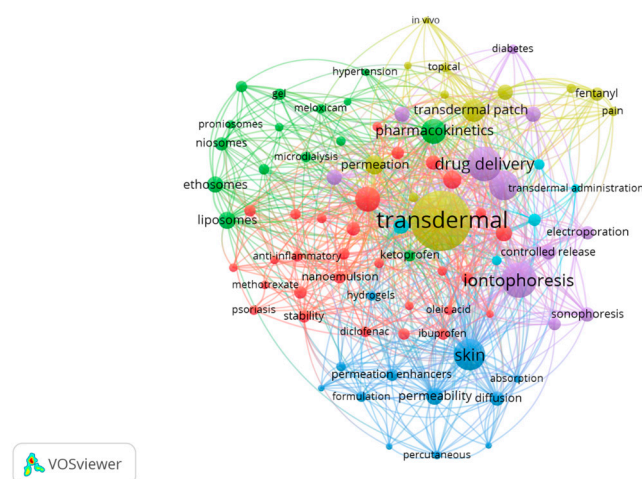 in vivo
diabetes
hypertension
topical
gel
fentanyl
meloxicam
transdermal patch
pain
proniosomes
pharmacokinetics
niosomes
microdialysis
permeation
drug delivery
ethosomes
transdermal administration
liposomes
transdermal
electroporation
anti-inflammatory
ketoprofen
controlled release
methotrexate
nanoemulsion
iontophoresis
hydrogels
psoriasis
stability
oleic acid
sonophoresis
diclofenac
ibuprofen
skin
permeation enhancers
absorption
formulation
permeability
diffusion
percutaneous
VOSviewer